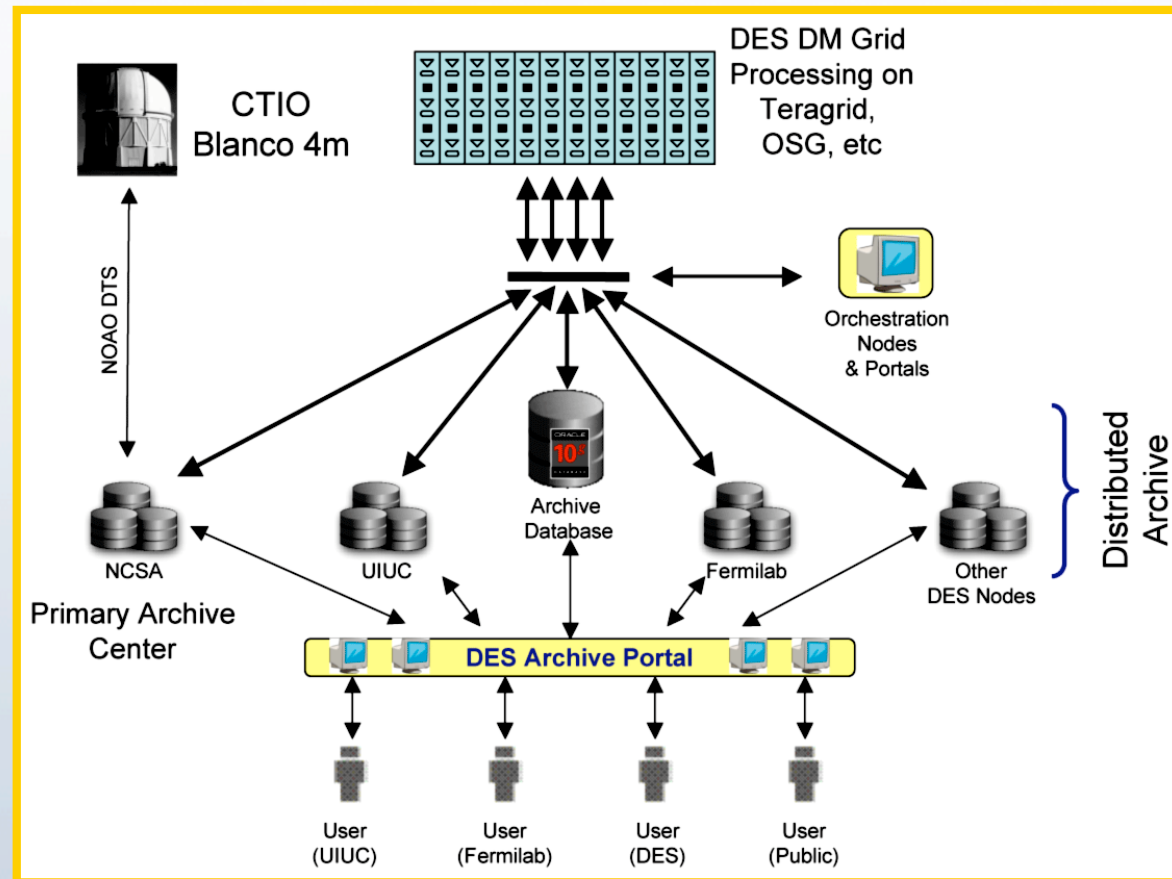 CTIO
Blanco 4m
DES DM Grid
Processing on
Teragrid,
OSG, etc
NOAO DTS
Orchestration
Nodes
& Portals
ORACLE
10g
DATABASE
Archive
Database
NCSA
UIUC
Fermilab
Other
DES Nodes
Distributed
Archive
Primary Archive
Center
DES Archive Portal
User
(UIUC)
User
(Fermilab)
User
(DES)
User
(Public)